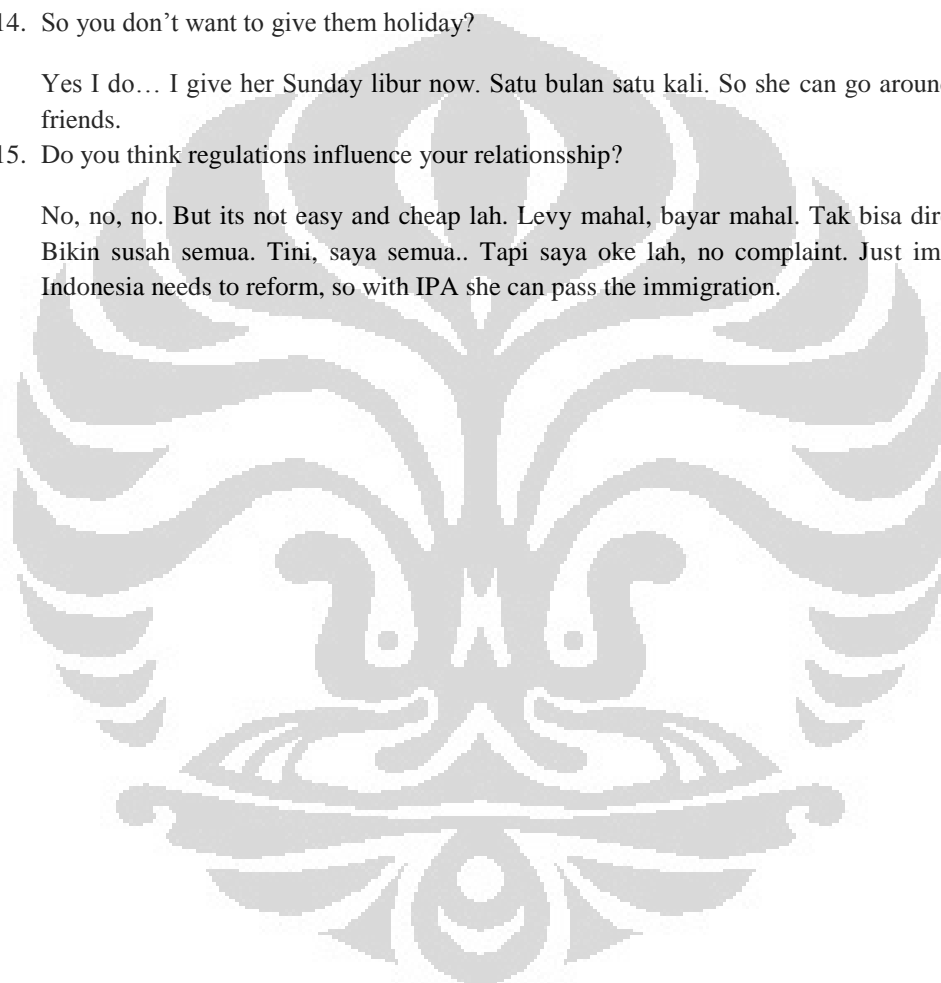 14. So you don’t want to give them holiday?
Yes I do… I give her Sunday libur now. Satu bulan satu kali. So she can go
friends.
15. Do you think regulations influence your relationsship?
No, no, no. But its not easy and cheap lah. Levy mahal, bayar mahal. Tak bisa
Bikin susah semua. Tini, saya semua.. Tapi saya oke lah, no complaint. Just
Indonesia needs to reform, so with IPA she can pass the immigration.